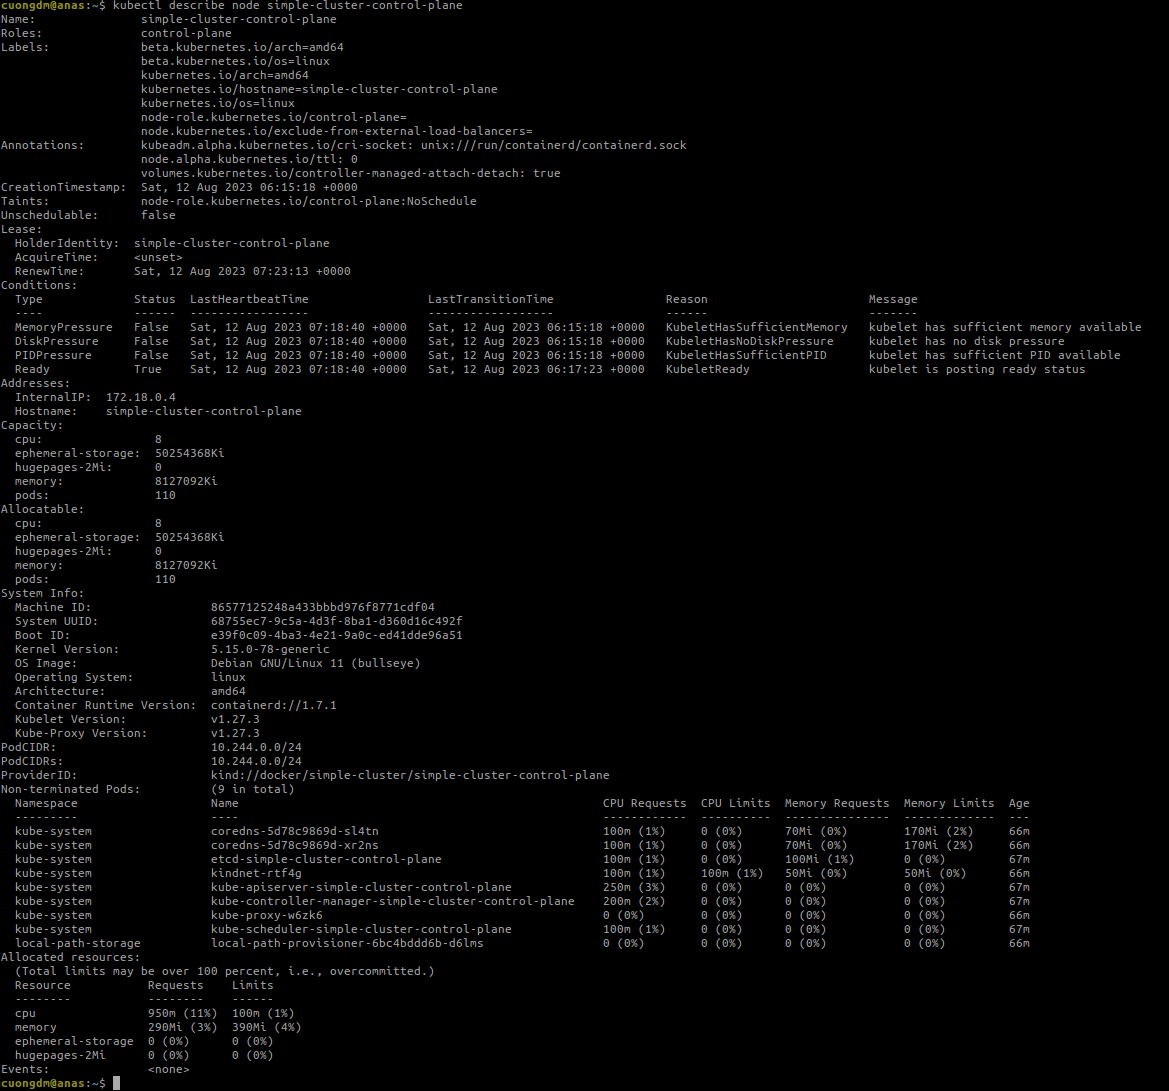 cuongdm@anas:~$ kubectl describe node simple-cluster-control-plane
Name:               simple-cluster-control-plane
Roles:              control-plane
Labels:             beta.kubernetes.io/arch=amd64
                    beta.kubernetes.io/os=linux
                    kubernetes.io/arch=amd64
                    kubernetes.io/hostname=simple-cluster-control-plane
                    kubernetes.io/os=linux
                    node-role.kubernetes.io/control-plane=
                    node.kubernetes.io/exclude-from-external-load-balancers=
Annotations:        kubeadm.alpha.kubernetes.io/cri-socket: unix:///run/containerd/containerd.sock
                    node.alpha.kubernetes.io/ttl: 0
                    volumes.kubernetes.io/controller-managed-attach-detach: true
CreationTimestamp:  Sat, 12 Aug 2023 06:15:18 +0000
Taints:             node-role.kubernetes.io/control-plane:NoSchedule
Unschedulable:      false
Lease:
  HolderIdentity:  simple-cluster-control-plane
  AcquireTime:     <unset>
  RenewTime:       Sat, 12 Aug 2023 07:23:13 +0000
Conditions:
  Type             Status  LastHeartbeatTime                 LastTransitionTime                Reason                       Message
  ----             ------  -----------------                 ------------------                ------                       -------
  MemoryPressure   False   Sat, 12 Aug 2023 07:18:40 +0000   Sat, 12 Aug 2023 06:15:18 +0000   KubeletHasSufficientMemory   kubelet has sufficient memory available
  DiskPressure     False   Sat, 12 Aug 2023 07:18:40 +0000   Sat, 12 Aug 2023 06:15:18 +0000   KubeletHasNoDiskPressure     kubelet has no disk pressure
  PIDPressure      False   Sat, 12 Aug 2023 07:18:40 +0000   Sat, 12 Aug 2023 06:15:18 +0000   KubeletHasSufficientPID      kubelet has sufficient PID available
  Ready            True    Sat, 12 Aug 2023 07:18:40 +0000   Sat, 12 Aug 2023 06:17:23 +0000   KubeletReady                 kubelet is posting ready status
Addresses:
  InternalIP:  172.18.0.4
  Hostname:    simple-cluster-control-plane
Capacity:
  cpu:                8
  ephemeral-storage:  50254368Ki
  hugepages-2Mi:      0
  memory:             8127092Ki
  pods:               110
Allocatable:
  cpu:                8
  ephemeral-storage:  50254368Ki
  hugepages-2Mi:      0
  memory:             8127092Ki
  pods:               110
System Info:
  Machine ID:                 86577125248a433bbbd976f8771cdf04
  System UUID:                68755ec7-9c5a-4d3f-8ba1-d360d16c492f
  Boot ID:                    e39f0c09-4ba3-4e21-9a0c-ed41dde96a51
  Kernel Version:             5.15.0-78-generic
  OS Image:                   Debian GNU/Linux 11 (bullseye)
  Operating System:           linux
  Architecture:               amd64
  Container Runtime Version:  containerd://1.7.1
  Kubelet Version:            v1.27.3
  Kube-Proxy Version:         v1.27.3
PodCIDR:                      10.244.0.0/24
PodCIDRs:                     10.244.0.0/24
ProviderID:                   kind://docker/simple-cluster/simple-cluster-control-plane
Non-terminated Pods:          (9 in total)
  Namespace                   Name                                                    CPU Requests  CPU Limits  Memory Requests  Memory Limits  Age
  ---------                   ----                                                    ------------  ----------  ---------------  -------------  ---
  kube-system                 coredns-5d78c9869d-sl4tn                                100m (1%)     0 (0%)      70Mi (0%)        170Mi (2%)     66m
  kube-system                 coredns-5d78c9869d-xr2ns                                100m (1%)     0 (0%)      70Mi (0%)        170Mi (2%)     66m
  kube-system                 etcd-simple-cluster-control-plane                       100m (1%)     0 (0%)      100Mi (1%)       0 (0%)         67m
  kube-system                 kindnet-rtf4g                                           100m (1%)     100m (1%)   50Mi (0%)        50Mi (0%)      66m
  kube-system                 kube-apiserver-simple-cluster-control-plane             250m (3%)     0 (0%)      0 (0%)           0 (0%)         67m
  kube-system                 kube-controller-manager-simple-cluster-control-plane    200m (2%)     0 (0%)      0 (0%)           0 (0%)         67m
  kube-system                 kube-proxy-w6zk6                                        0 (0%)        0 (0%)      0 (0%)           0 (0%)         66m
  kube-system                 kube-scheduler-simple-cluster-control-plane             100m (1%)     0 (0%)      0 (0%)           0 (0%)         67m
  local-path-storage          local-path-provisioner-6bc4bddd6b-d6lms                 0 (0%)        0 (0%)      0 (0%)           0 (0%)         66m
Allocated resources:
  (Total limits may be over 100 percent, i.e., overcommitted.)
  Resource           Requests    Limits
  --------           --------    ------
  cpu                950m (11%)  100m (1%)
  memory             290Mi (3%)  390Mi (4%)
  ephemeral-storage  0 (0%)      0 (0%)
  hugepages-2Mi      0 (0%)      0 (0%)
Events:              <none>
cuongdm@anas:~$